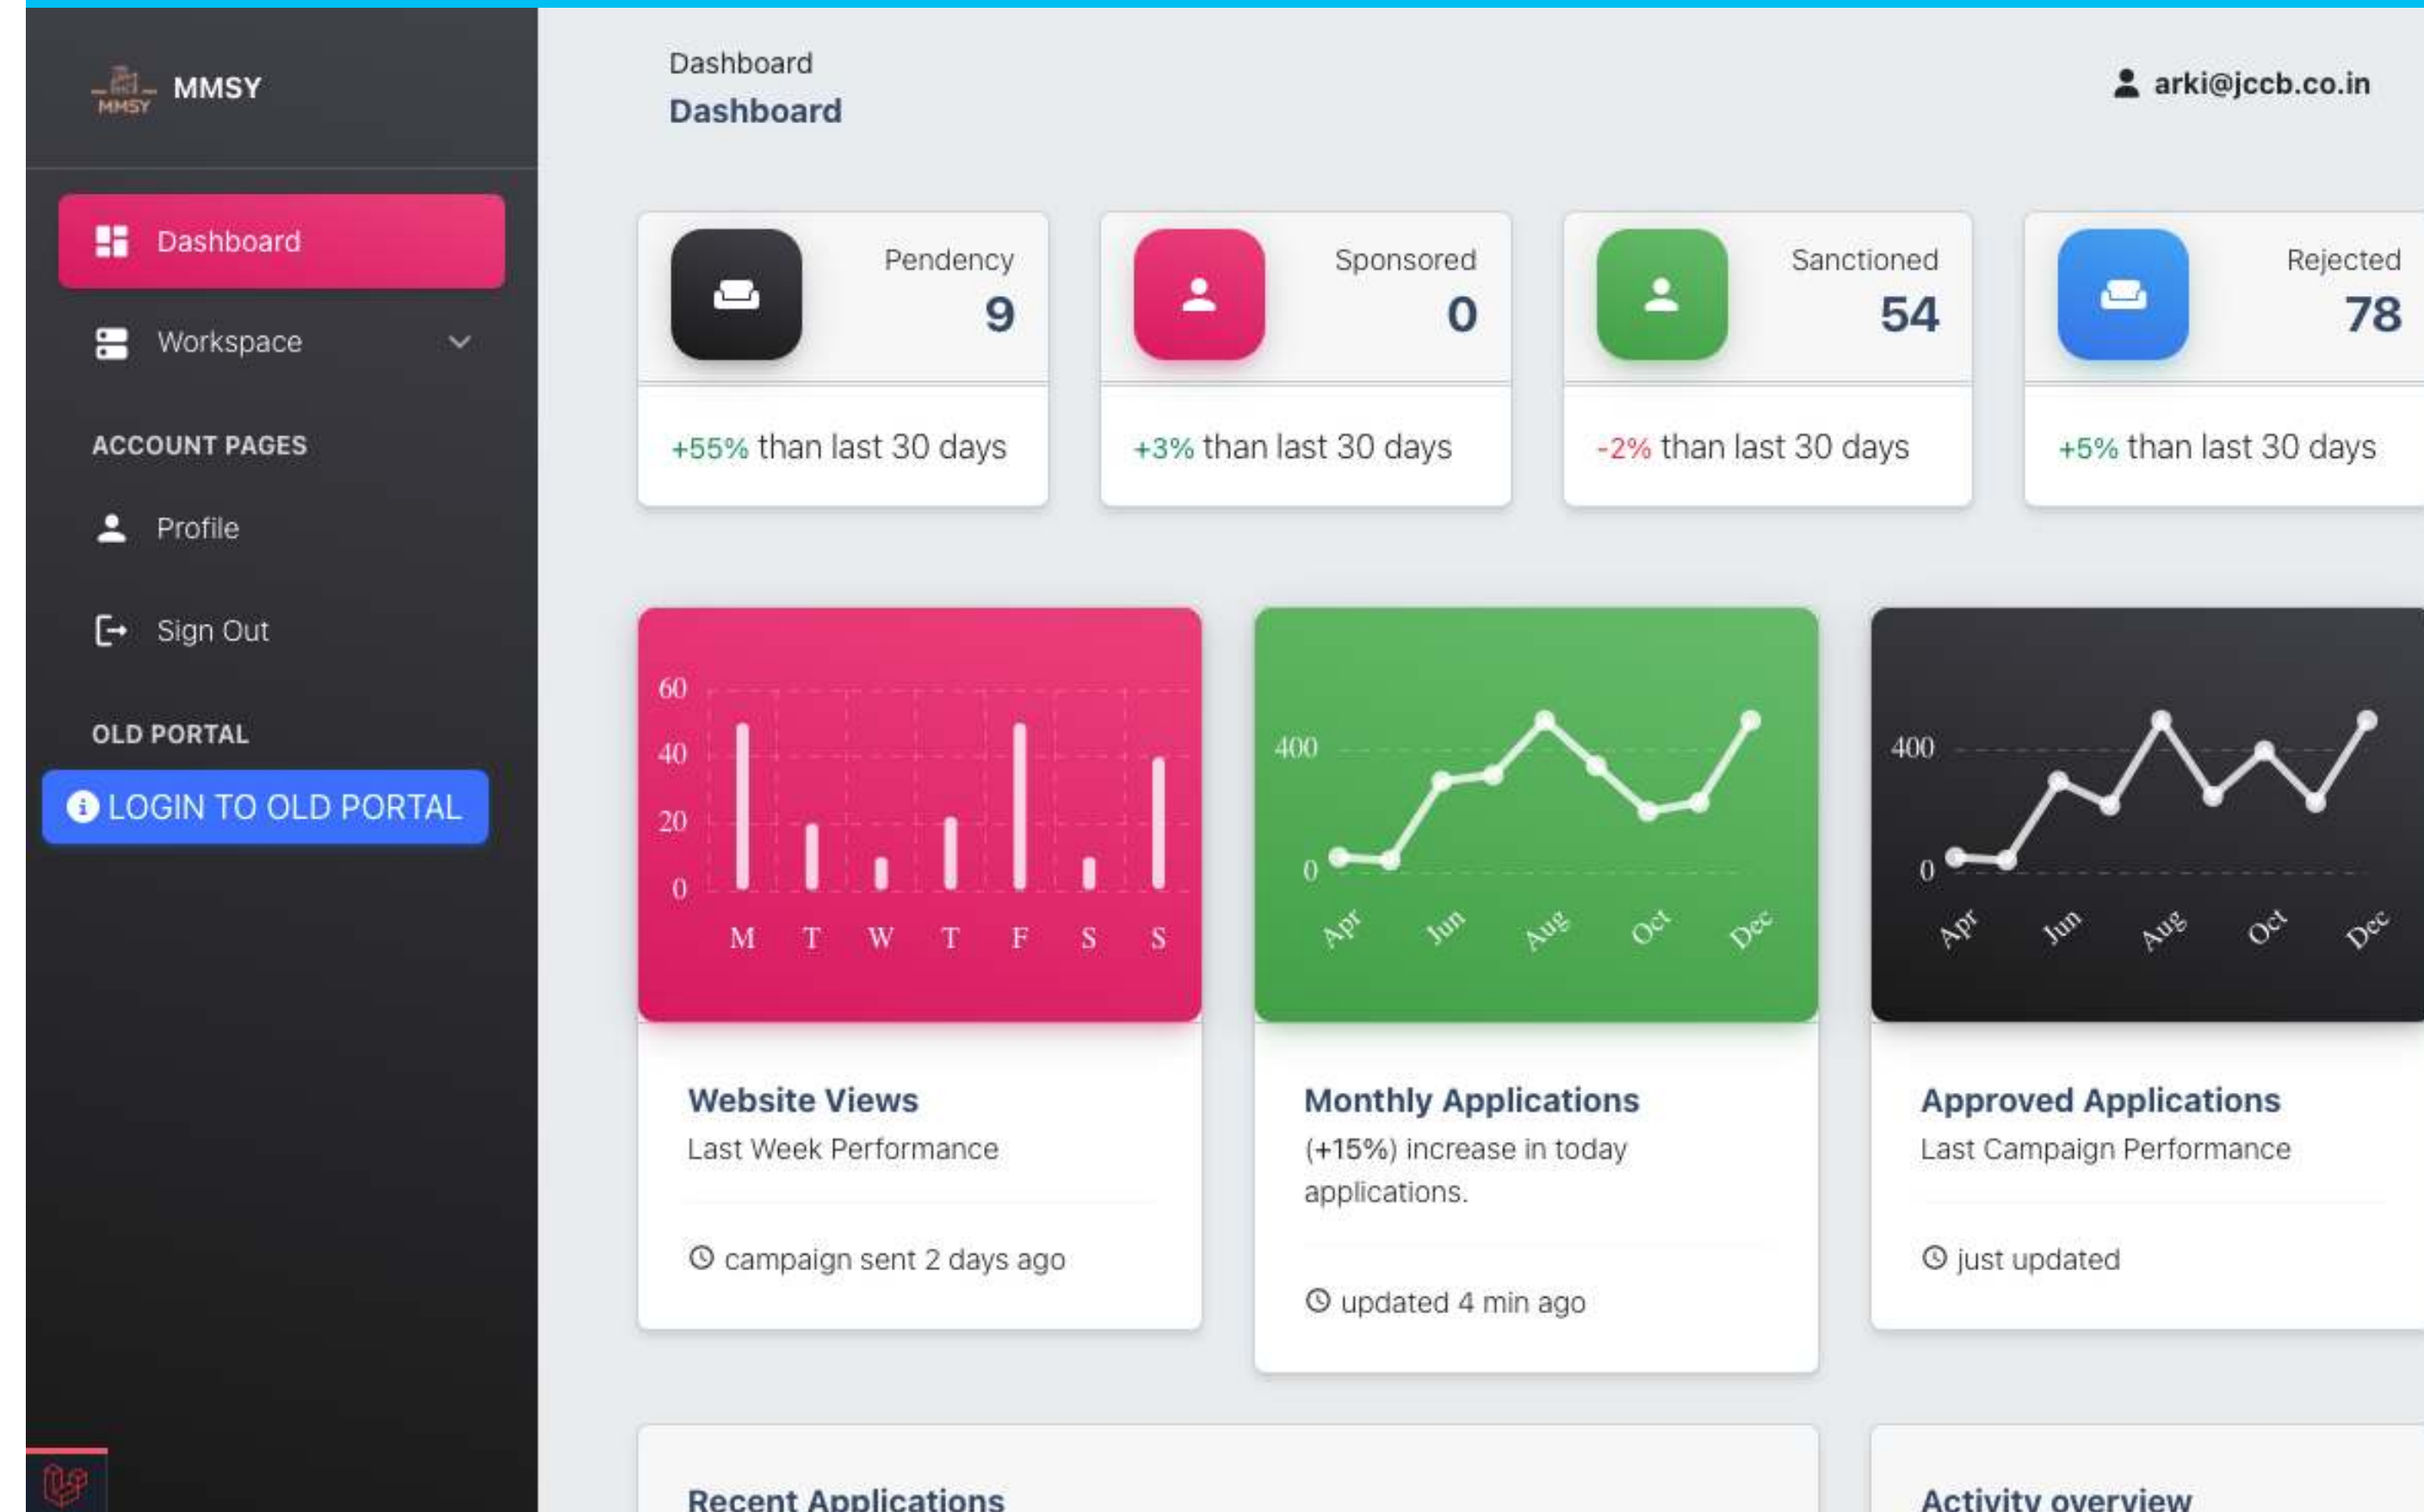 MMSY
MMSY
Dashboard
Workspace
ACCOUNT PAGES
Profile
Sign Out
OLD PORTAL
LOGIN TO OLD PORTAL
Dashboard
Dashboard
arki@jccb.co.in
Pendency
9
+55% than last 30 days
Sponsored
0
+3% than last 30 days
Sanctioned
54
-2% than last 30 days
Rejected
78
+5% than last 30 days
60
40
20
0
M T W T F S S
Website Views
Last Week Performance
campaign sent 2 days ago
400
0
Apr Jun Aug Oct Dec
Monthly Applications
(+15%) increase in today
applications.
updated 4 min ago
400
0
Apr Jun Aug Oct Dec
Approved Applications
Last Campaign Performance
just updated
Recent Applications
Activity overview